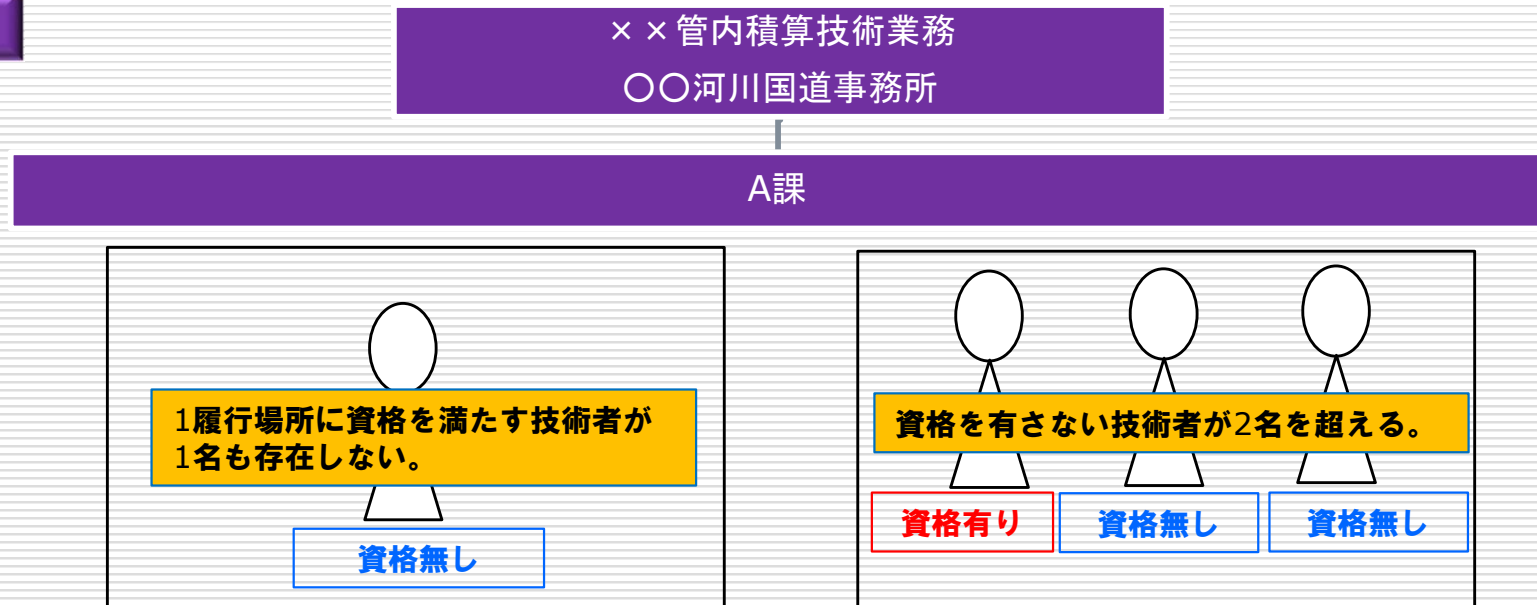 ××管内積算技術業務
〇〇河川国道事務所
A課
1履行場所に資格を満たす技術者が
1名も存在しない。
資格無し
資格を有さない技術者が2名を超える。
資格有り
資格無し
資格無し